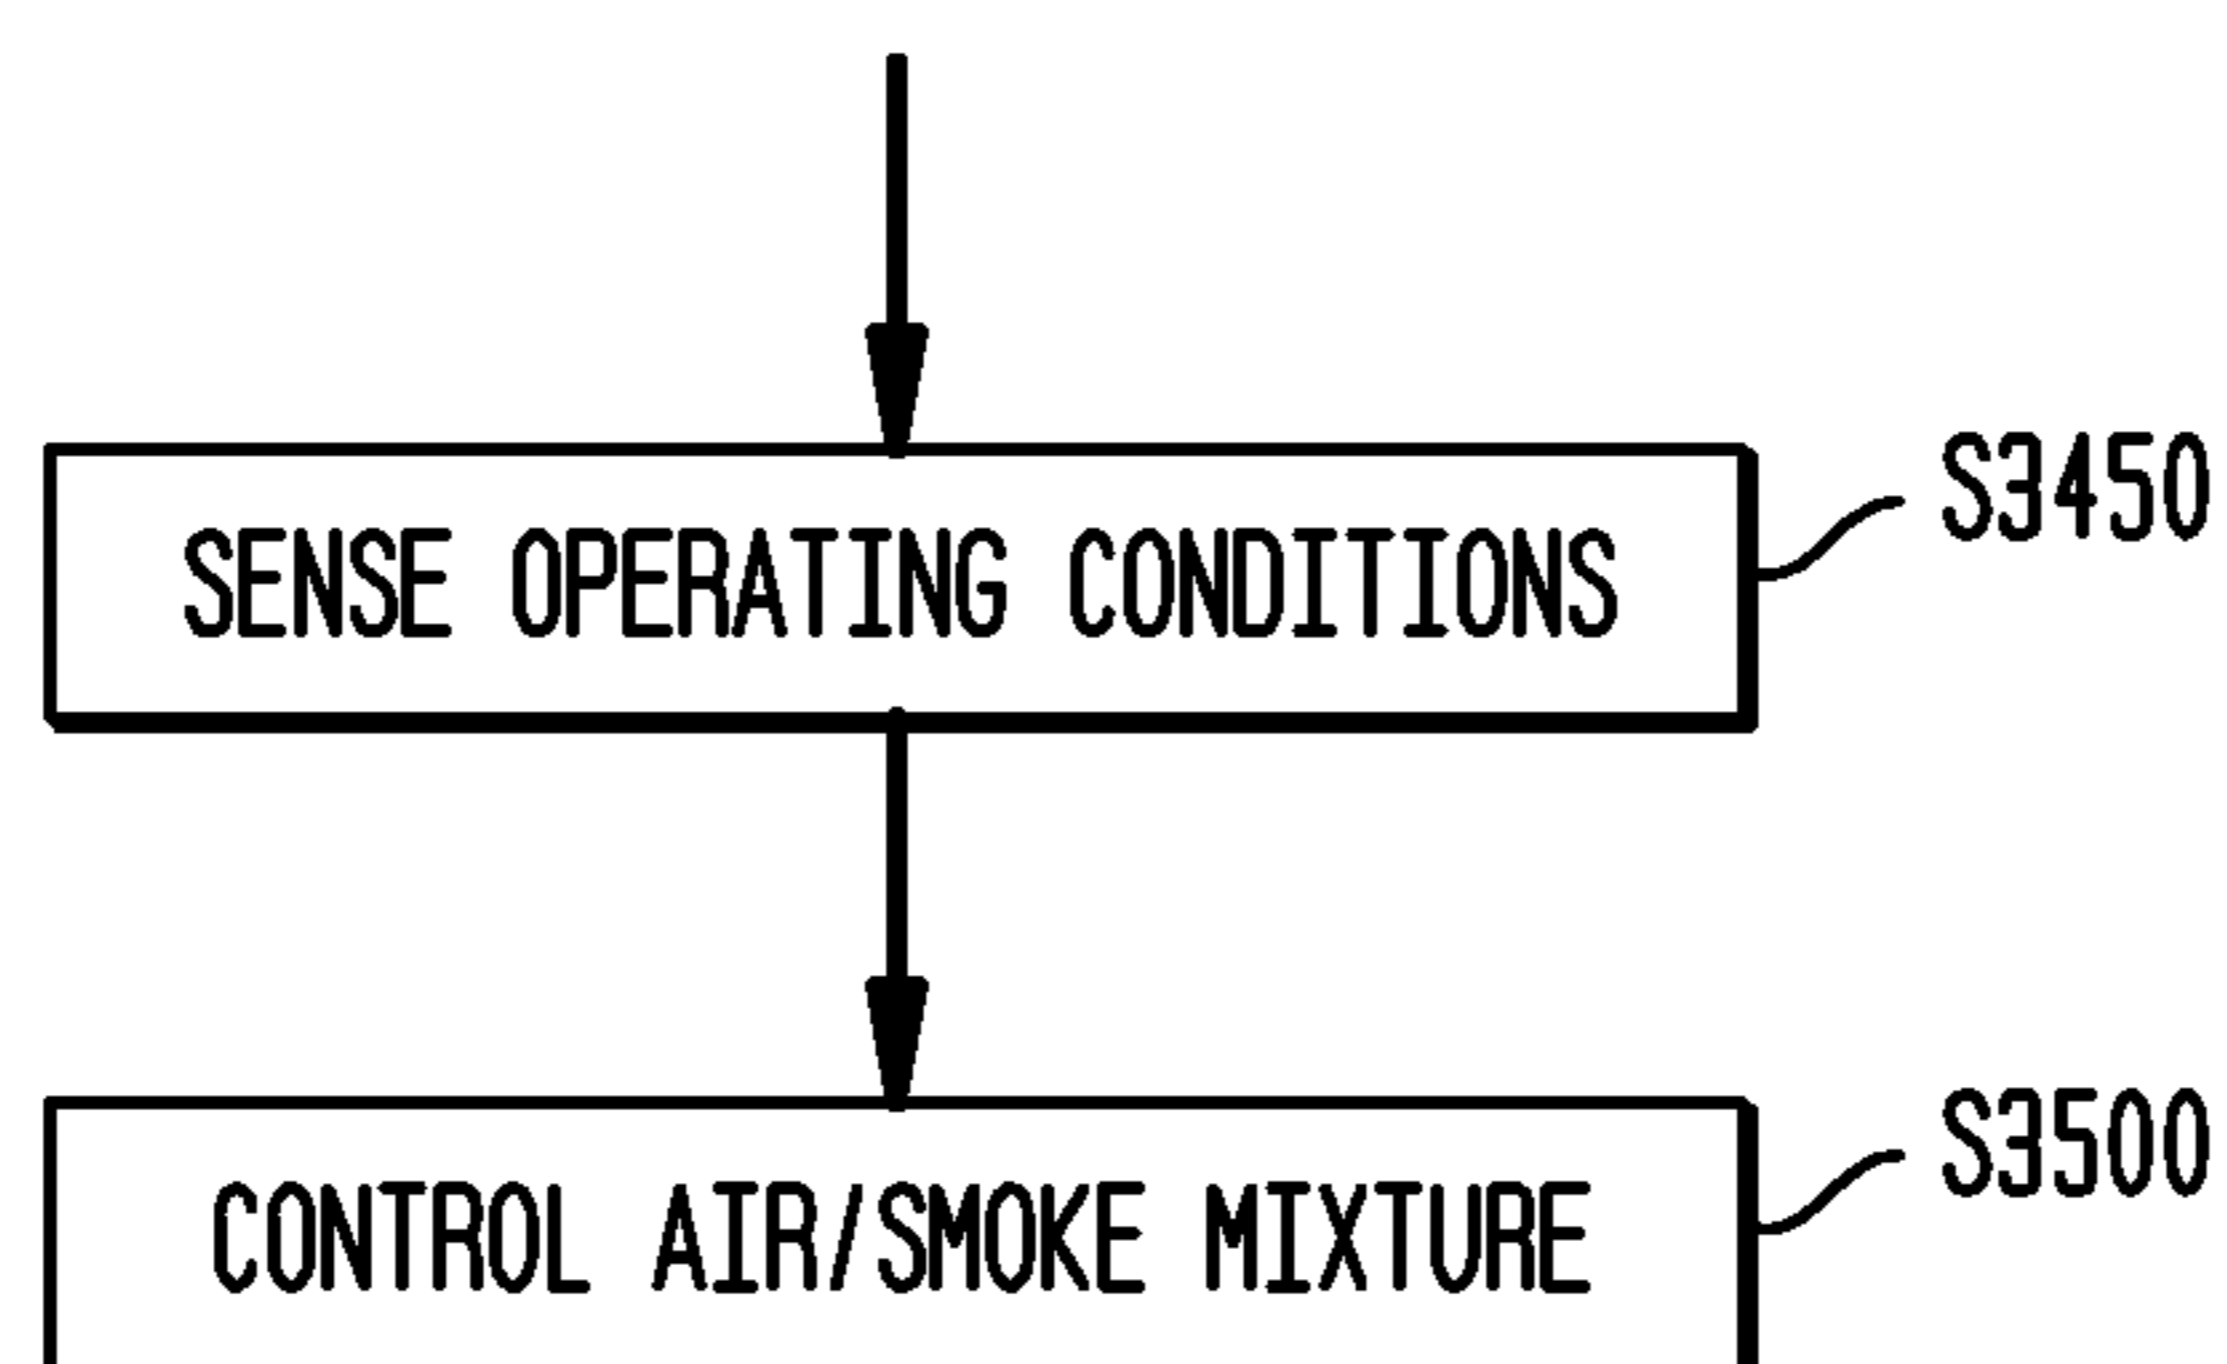 S3450
SENSE OPERATING CONDITIONS
S3500
CONTROL AIR/SMOKE MIXTURE